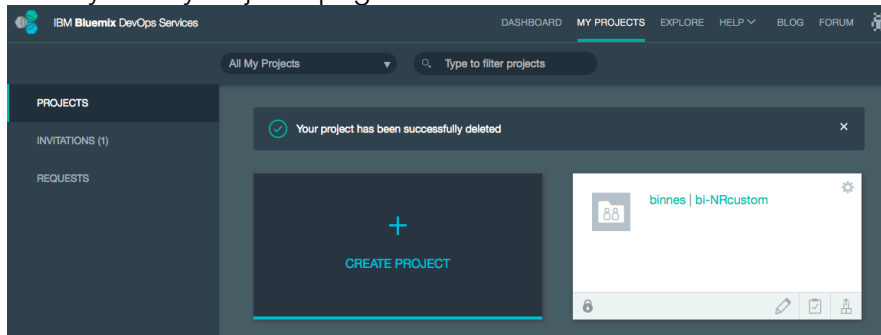 IBM Bluemix DevOps Services
DASHBOARD MY PROJECTS EXPLORE HELP BLOG FORUM
All My Projects
Type to filter projects
PROJECTS
Your project has been successfully deleted
INVITATIONS (1)
REQUESTS
binnes | bi-NRcustom
CREATE PROJECT